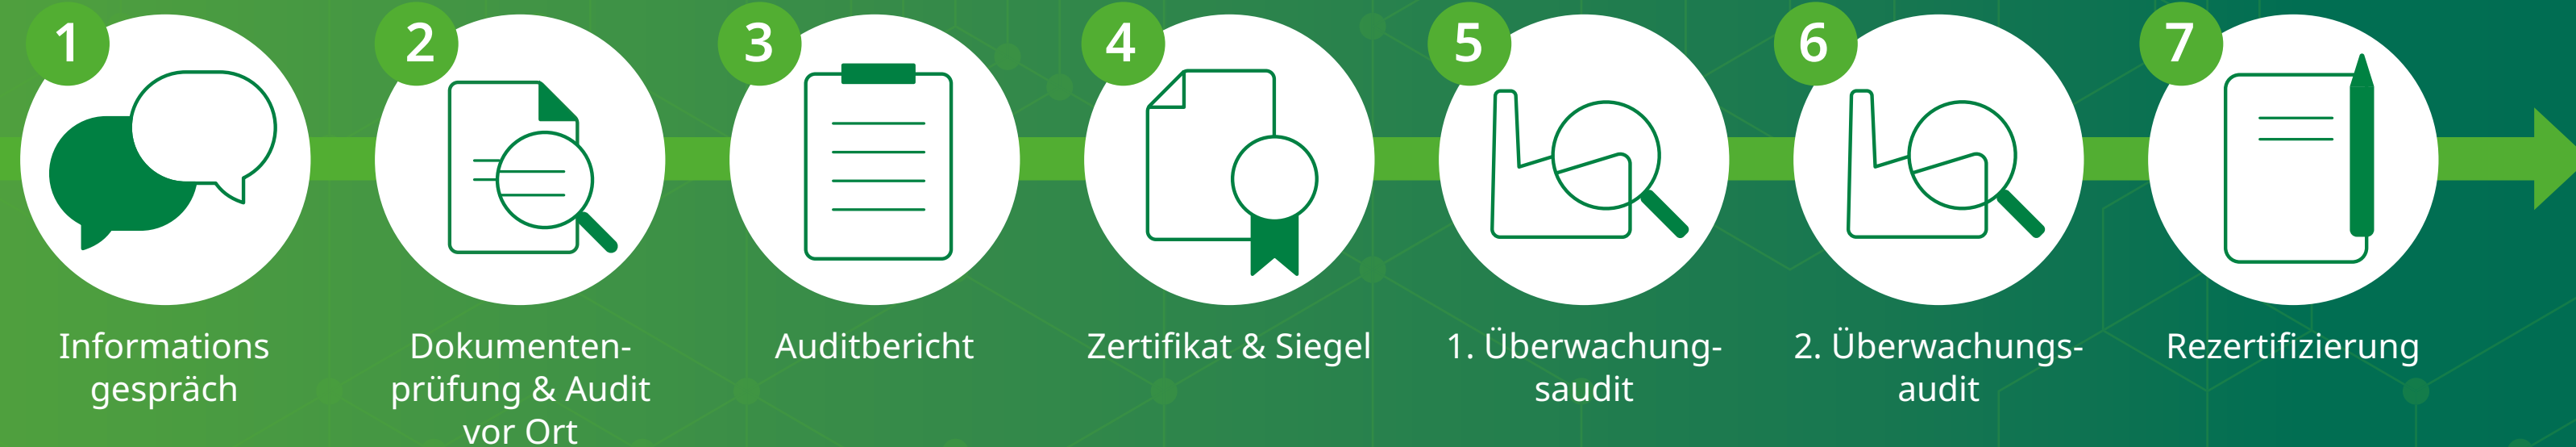 1
Informations
gespräch
2
Dokumenten-
prüfung & Audit
vor Ort
3
Auditbericht
4
Zertifikat & Siegel
5
1. Überwachung-
saudit
6
2. Überwachungs-
audit
7
Rezertifizierung